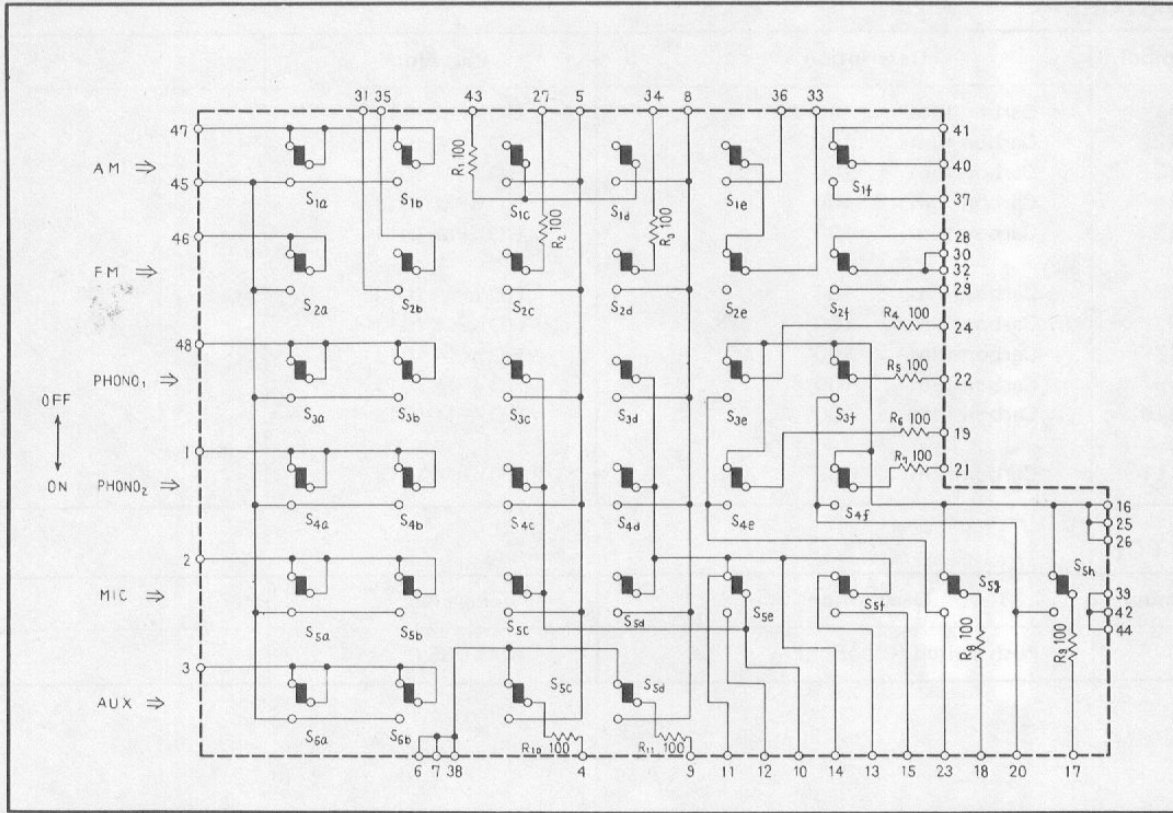 31 35 43 27 5 34 8 36 33
47 41
AM ⇒ R1 100 40
45 S1a S1b S1c S1d S1e S1f 37
R2 100 R3 100
46 28
30
FM ⇒ 32
S2a S2b S2c S2d S2e S2f 29
R4 100 24
48
PHONO1 ⇒ R5 100 22
OFF S3a S3b S3c S3d S3e S3f
R6 100 19
1 R7 100 21
ON PHONO2 ⇒
S4a S4b S4c S4d S4e S4f 16
25
26
2
MIC ⇒ S5g S5h
S5a S5b S5c S5d S5e S5f 39
42
44
R8 100 R9 100
3
AUX ⇒ S5c S5d
S5a S5b
R10 100 R11 100
6 7 38 4 9 11 12 10 14 13 15 23 18 20 17